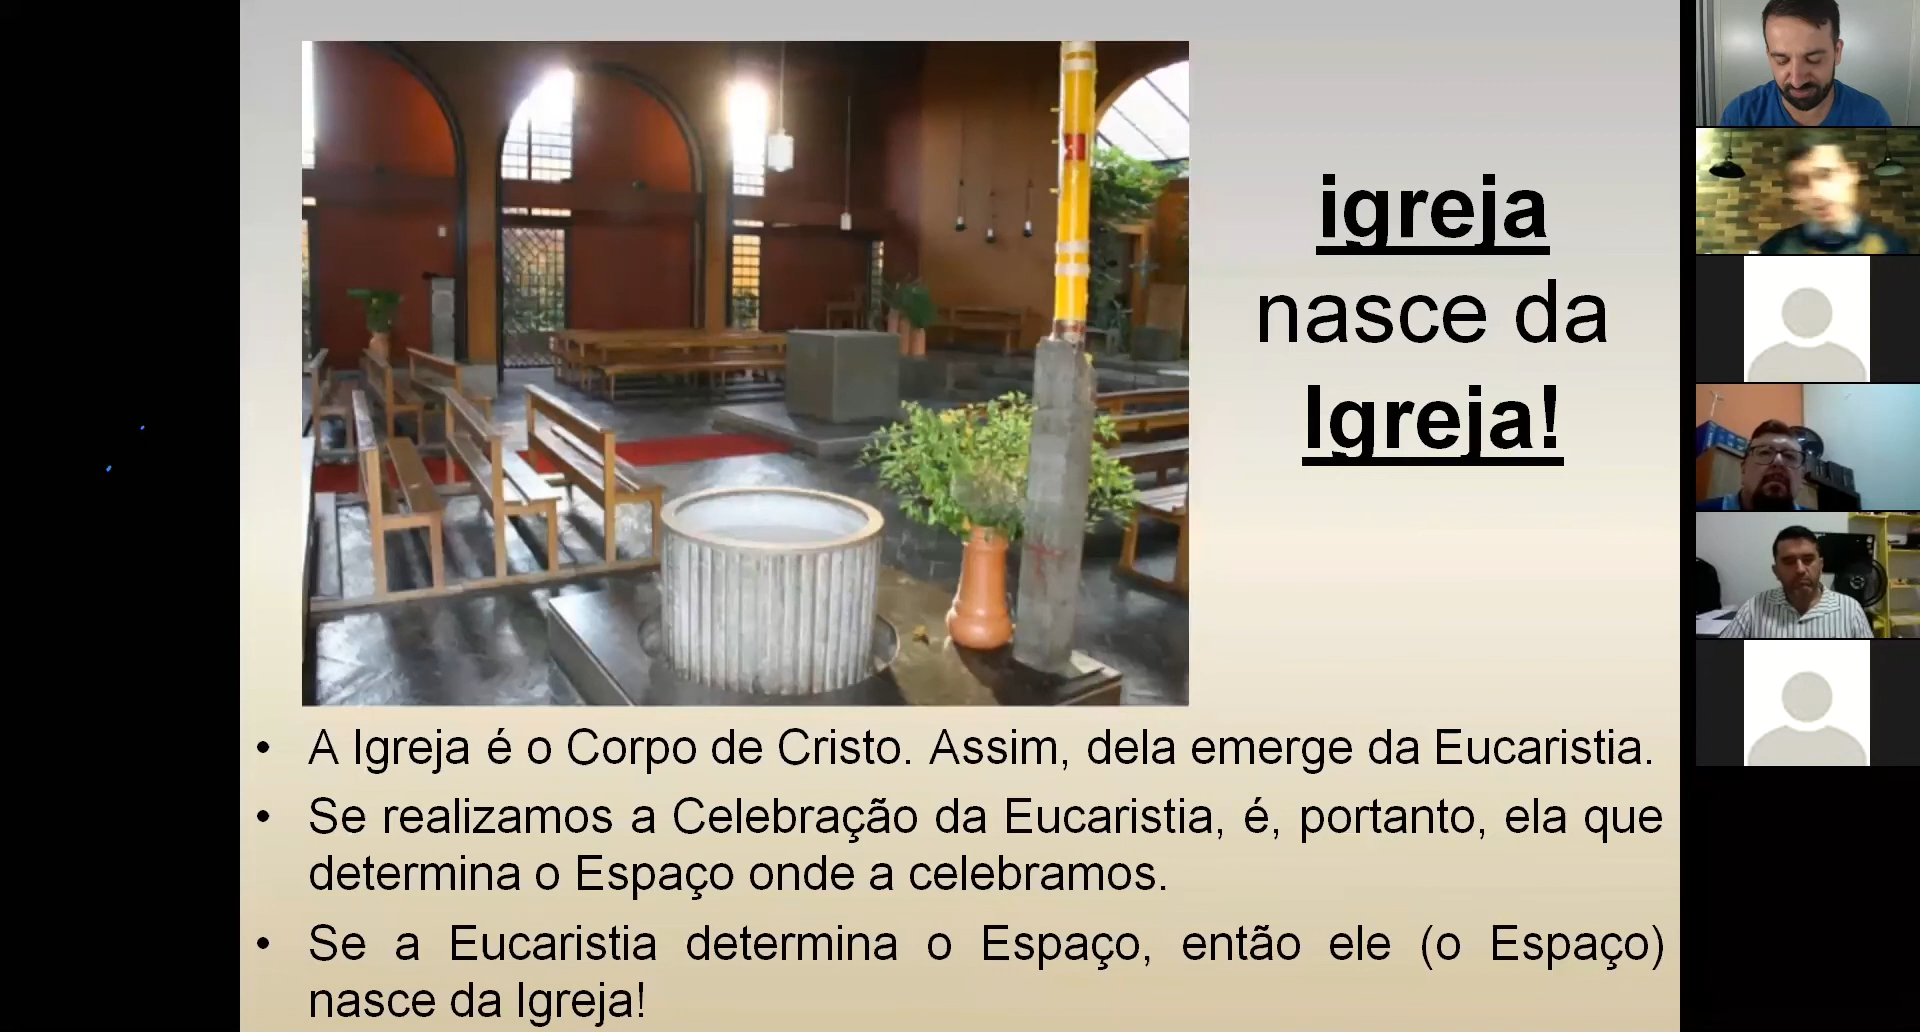 igreja
nasce da
Igreja!
• A Igreja é o Corpo de Cristo. Assim, dela emerge da Eucaristia.
• Se realizamos a Celebração da Eucaristia, é, portanto, ela que
determina o Espaço onde a celebramos.
• Se a Eucaristia determina o Espaço, então ele (o Espaço)
nasce da Igreja!